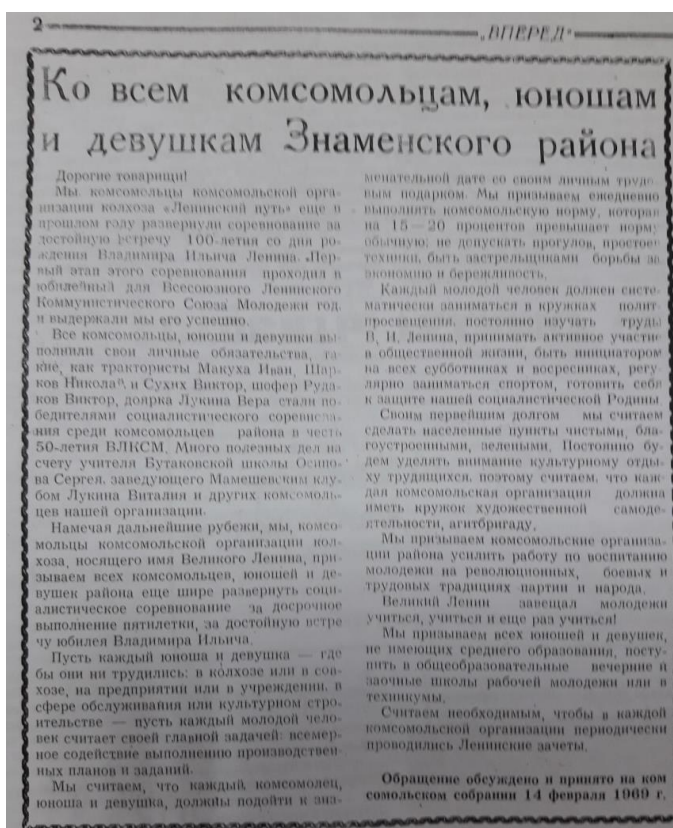 2
„ВПЕРЕД“
Ко всем комсомольцам, юношам
и девушкам Знаменского района
Дорогие товарищи!
Мы, комсомольцы комсомольской орга-
низации колхоза «Ленинский путь» еще в
прошлом году развернули соревнование за
достойную встречу 100-летия со дня ро-
ждения Владимира Ильича Ленина. Пер-
вый этап этого соревнования проходил в
юбилейный для Всесоюзного Ленинского
Коммунистического Союза Молодежи год,
и выдержали мы его успешно.
Все комсомольцы, юноши и девушки вы-
полнили свои личные обязательства, та-
кие, как трактористы Макуха Иван, Шар-
ков Николай и Сухих Виктор, шофер Руда-
ков Виктор, доярка Лукина Вера стали по-
бедителями социалистического соревнова-
ния среди комсомольцев района в честь
50-летия ВЛКСМ. Много полезных дел на
счету учителя Бутаковской школы Осипо-
ва Сергея, заведующего Мамешевским клу-
бом Лукина Виталия и других комсомоль-
цев нашей организации.
Намечая дальнейшие рубежи, мы, комсо-
мольцы комсомольской организации кол-
хоза, носящего имя Великого Ленина, при-
зываем всех комсомольцев, юношей и де-
вушек района еще шире развернуть соци-
алистическое соревнование за досрочное
выполнение пятилетки, за достойную встре
чу юбилея Владимира Ильича.
Пусть каждый юноша и девушка — где
бы они ни трудились: в колхозе или в сов-
хозе, на предприятии или в учреждении, в
сфере обслуживания или культурном стро-
ительстве — пусть каждый молодой чело-
век считает своей главной задачей: всемер-
ное содействие выполнению производствен-
ных планов и заданий.
Мы считаем, что каждый комсомолец,
юноша и девушка, должны подойти к зна-
менательной дате со своим личным трудо-
вым подарком. Мы призываем ежедневно
выполнять комсомольскую норму, которая
на 15—20 процентов превышает норму
обычную; не допускать прогулов, простоев
техники, быть застрельщиками борьбы за
экономию и бережливость.
Каждый молодой человек должен систе-
матически заниматься в кружках полит-
просвещения, постоянно изучать труды
В. И. Ленина, принимать активное участие
в общественной жизни, быть инициатором
на всех субботниках и воскресниках, регу-
лярно заниматься спортом, готовить себя
к защите нашей социалистической Родины.
Своим первейшим долгом мы считаем
сделать населенные пункты чистыми, бла-
гоустроенными, зелеными. Постоянно бу-
дем уделять внимание культурному отды-
ху трудящихся, поэтому считаем, что каж-
дая комсомольская организация должна
иметь кружок художественной самоде-
ятельности, агитбригаду.
Мы призываем комсомольские организа-
ции района усилить работу по воспитанию
молодежи на революционных, боевых и
трудовых традициях партии и народа.
Великий Ленин завещал молодежи
учиться, учиться и еще раз учиться!
Мы призываем всех юношей и девушек,
не имеющих среднего образования, посту-
пить в общеобразовательные вечерние и
заочные школы рабочей молодежи или в
техникумы.
Считаем необходимым, чтобы в каждой
комсомольской организации периодически
проводились Ленинские зачеты.
Обращение обсуждено и принято на ком
сомольском собрании 14 февраля 1969 г.